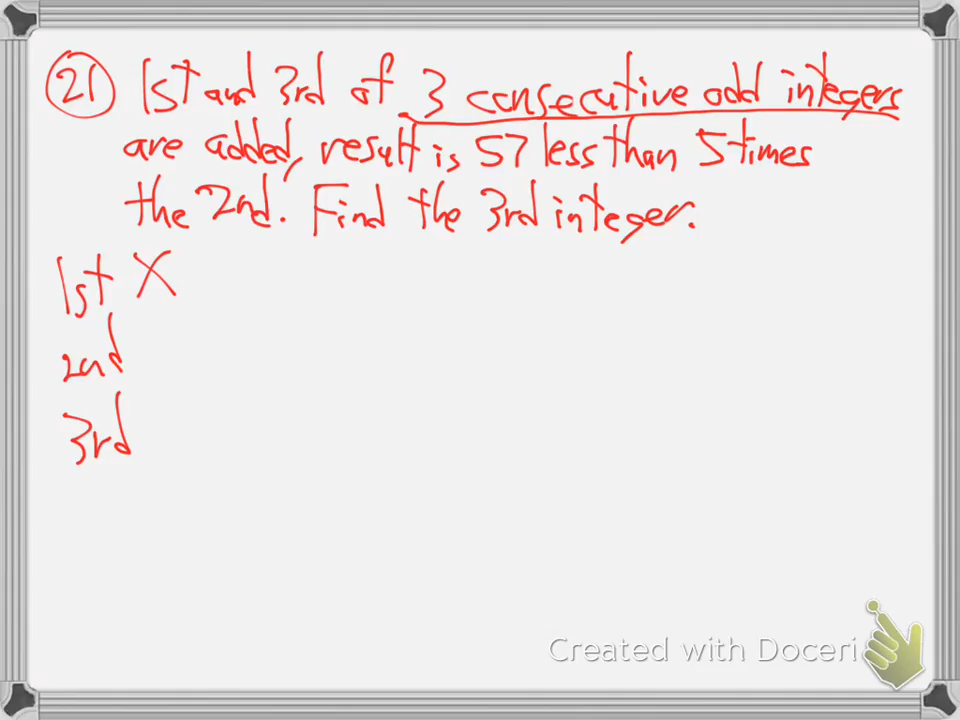 21 1st and 3rd of 3 consecutive odd integers
are added, result is 57 less than 5 times
the 2nd. Find the 3rd integer.
1st X
2nd
3rd
Created with Doceri